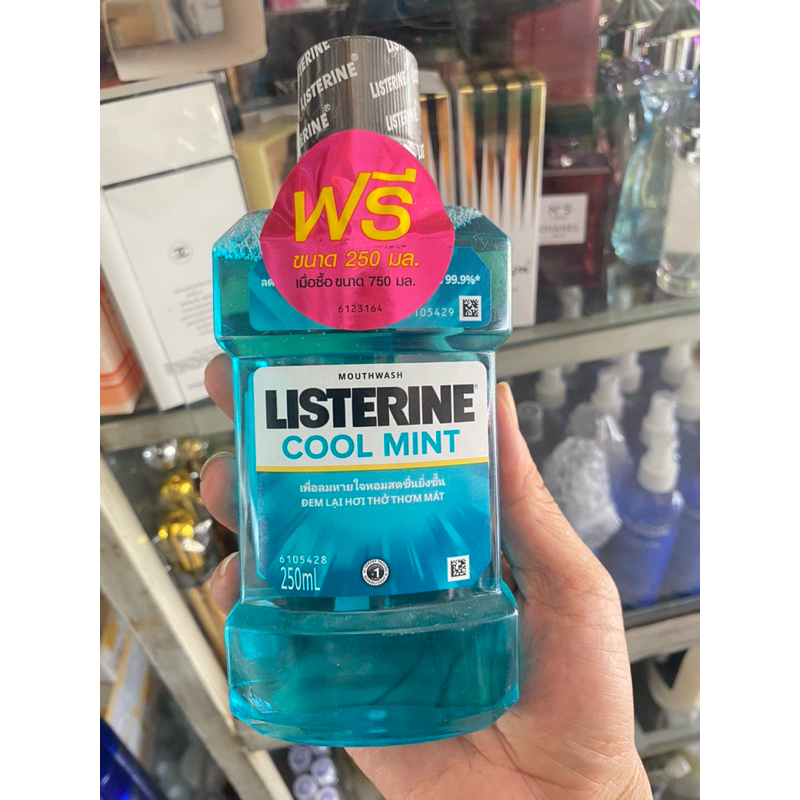 LISTERINE®
LISTERINE®
ฟรี
ขนาด 250 มล.
เมื่อซื้อ ขนาด 750 มล.
6123164
99.9%*
105429
MOUTHWASH
LISTERINE®
COOL MINT
เพื่อลมหายใจหอมสดชื่นยิ่งขึ้น
ĐEM LẠI HƠI THỞ THƠM MÁT
6105428
250mL
#1
N°5
CHANEL